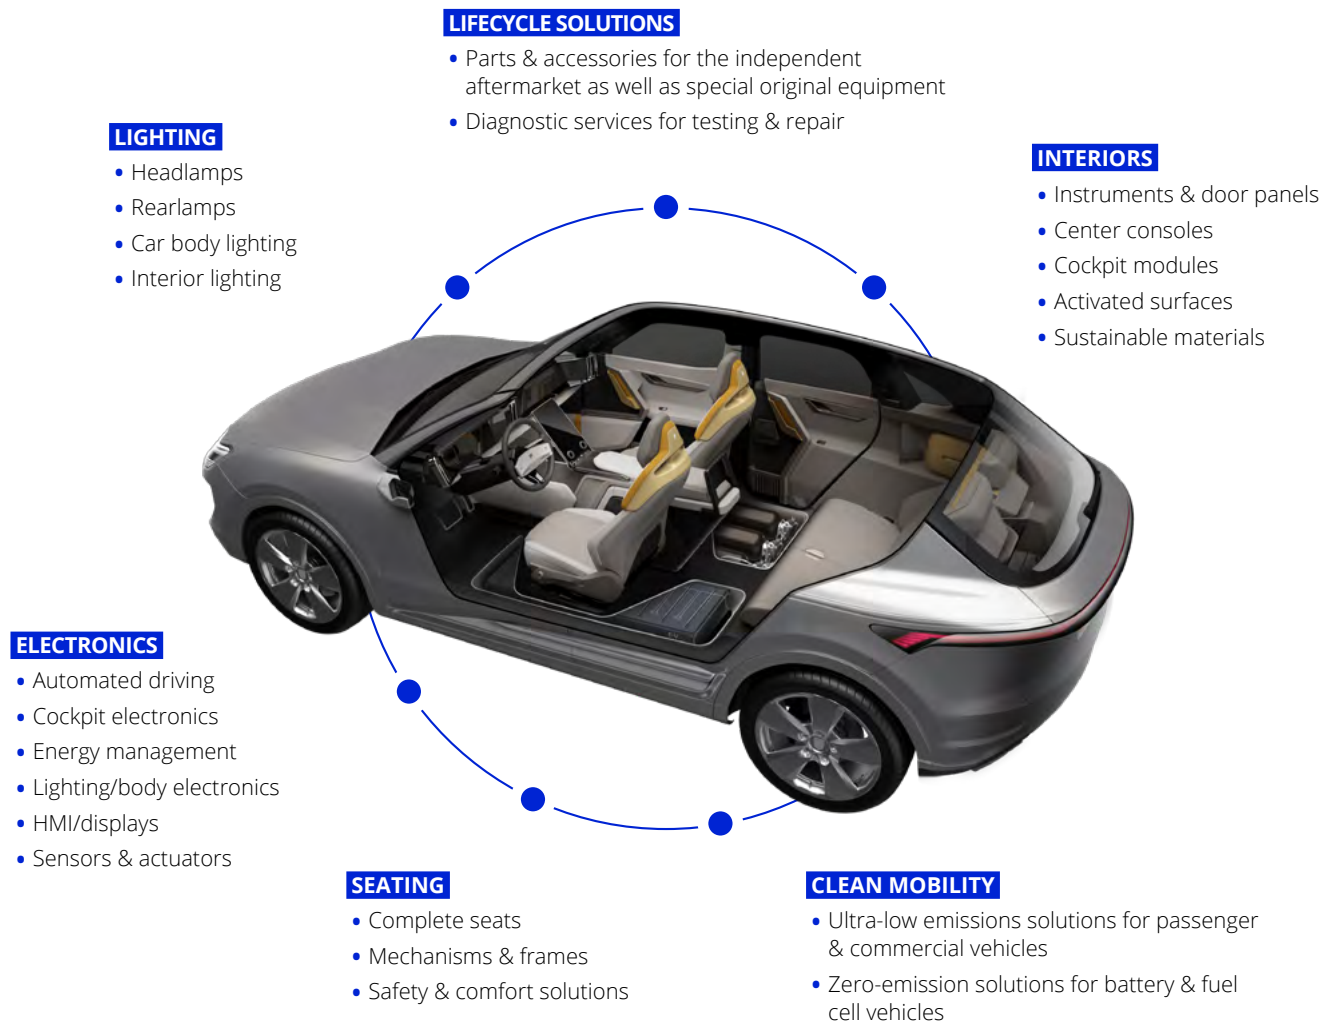 LIFECYCLE SOLUTIONS
• Parts & accessories for the independent
aftermarket as well as special original equipment
• Diagnostic services for testing & repair
LIGHTING
• Headlamps
• Rearlamps
• Car body lighting
• Interior lighting
INTERIORS
• Instruments & door panels
• Center consoles
• Cockpit modules
• Activated surfaces
• Sustainable materials
ELECTRONICS
• Automated driving
• Cockpit electronics
• Energy management
• Lighting/body electronics
• HMI/displays
• Sensors & actuators
SEATING
• Complete seats
• Mechanisms & frames
• Safety & comfort solutions
CLEAN MOBILITY
• Ultra-low emissions solutions for passenger
& commercial vehicles
• Zero-emission solutions for battery & fuel
cell vehicles